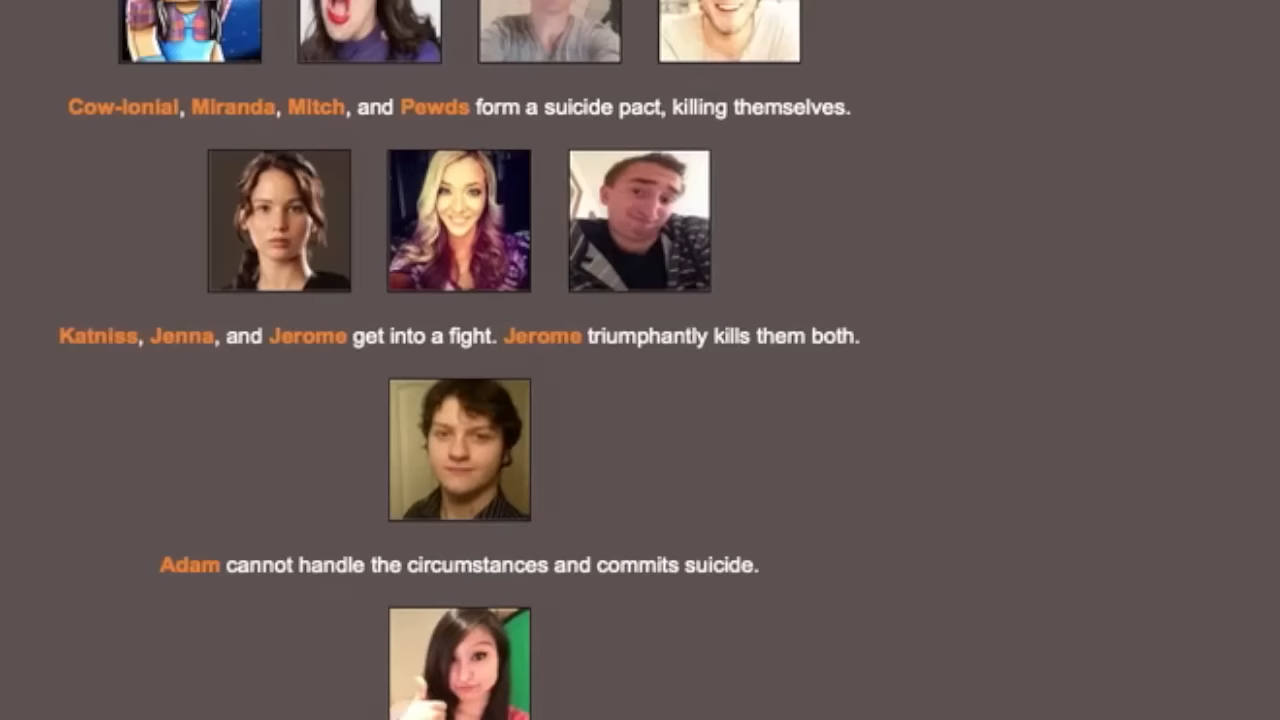 Cow-lonial, Miranda, Mitch, and Pewds form a suicide pact, killing themselves.
Katniss, Jenna, and Jerome get into a fight. Jerome triumphantly kills them both.
Adam cannot handle the circumstances and commits suicide.